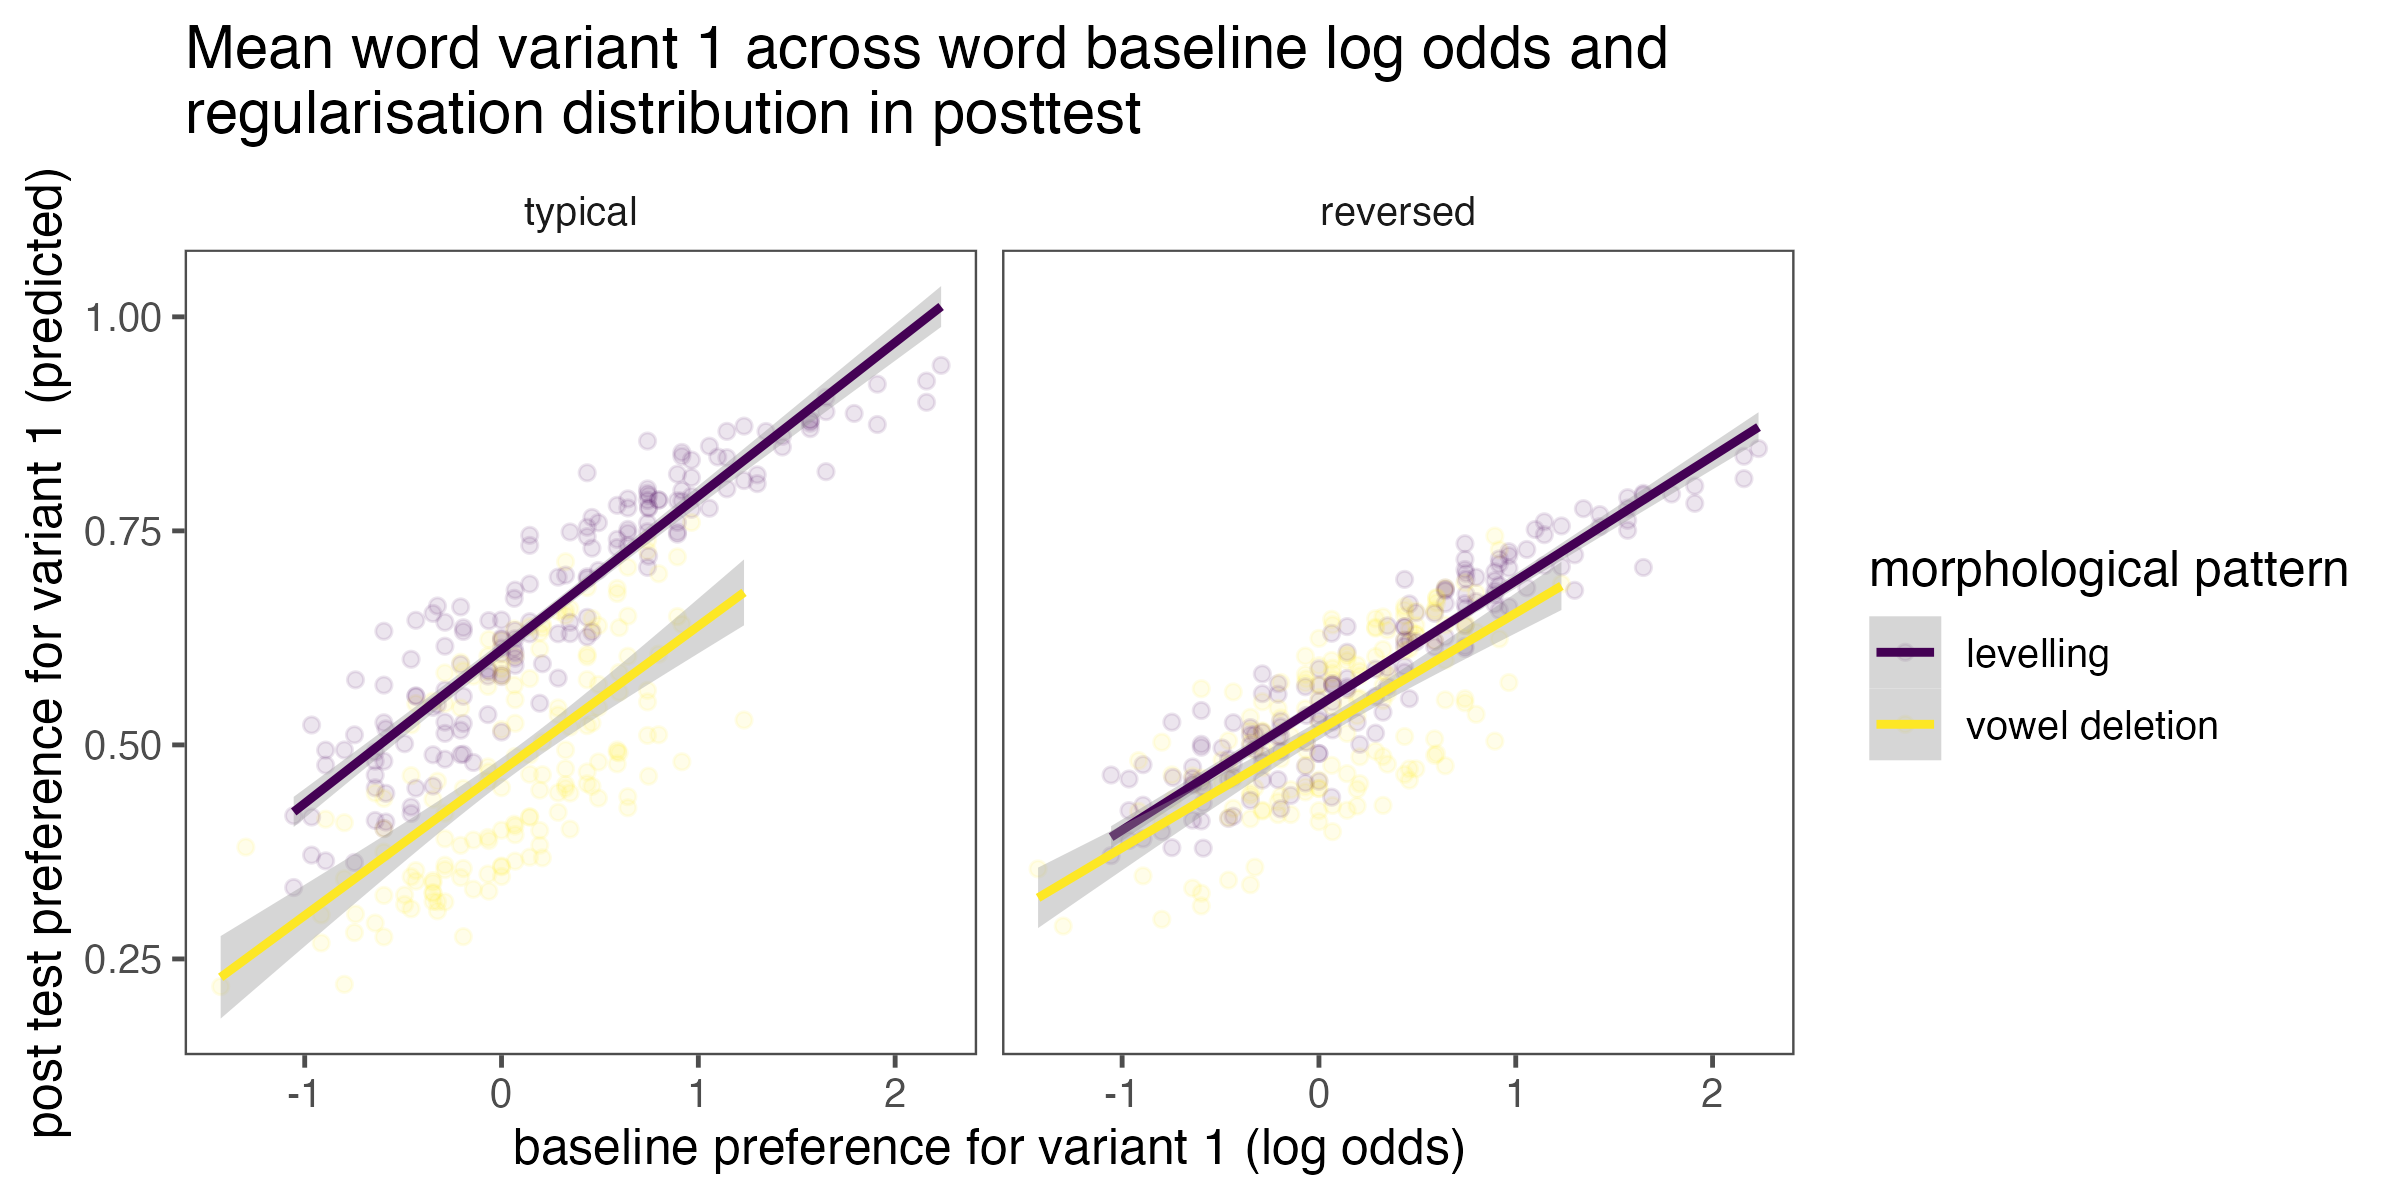 Mean word variant 1 across word baseline log odds and
regularisation distribution in posttest
typical
reversed
post test preference for variant 1 (predicted)
1.00
0.75
0.50
0.25
-1
0
1
2
-1
0
1
2
baseline preference for variant 1 (log odds)
morphological pattern
levelling
vowel deletion